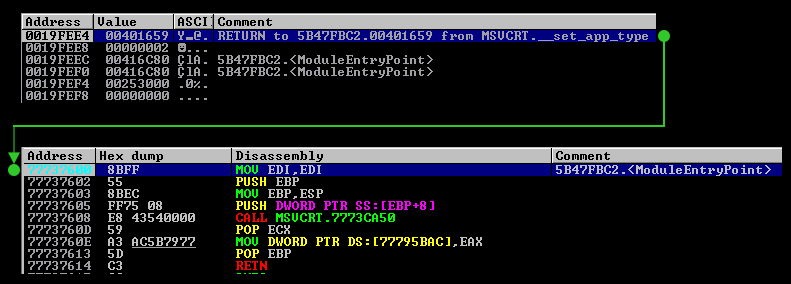 Address Value ASCI Comment
0019FEE4 00401659 Y_@. RETURN to 5B47FBC2.00401659 from MSVCRT.__set_app_type
0019FEE8 00000002 ...
0019FEEC 00416C80 ÇlA. 5B47FBC2.<ModuleEntryPoint>
0019FEF0 00416C80 ÇlA. 5B47FBC2.<ModuleEntryPoint>
0019FEF4 00253000 .0%.
0019FEF8 00000000 ....
Address Hex dump Disassembly Comment
8BFF MOV EDI,EDI 5B47FBC2.<ModuleEntryPoint>
77737602 55 PUSH EBP
77737603 8BEC MOV EBP,ESP
77737605 FF75 08 PUSH DWORD PTR SS:[EBP+8]
77737608 E8 43540000 CALL MSVCRT.7773CA50
7773760D 59 POP ECX
7773760E A3 AC5B7977 MOV DWORD PTR DS:[77795BAC],EAX
77737613 5D POP EBP
77737614 C3 RETN